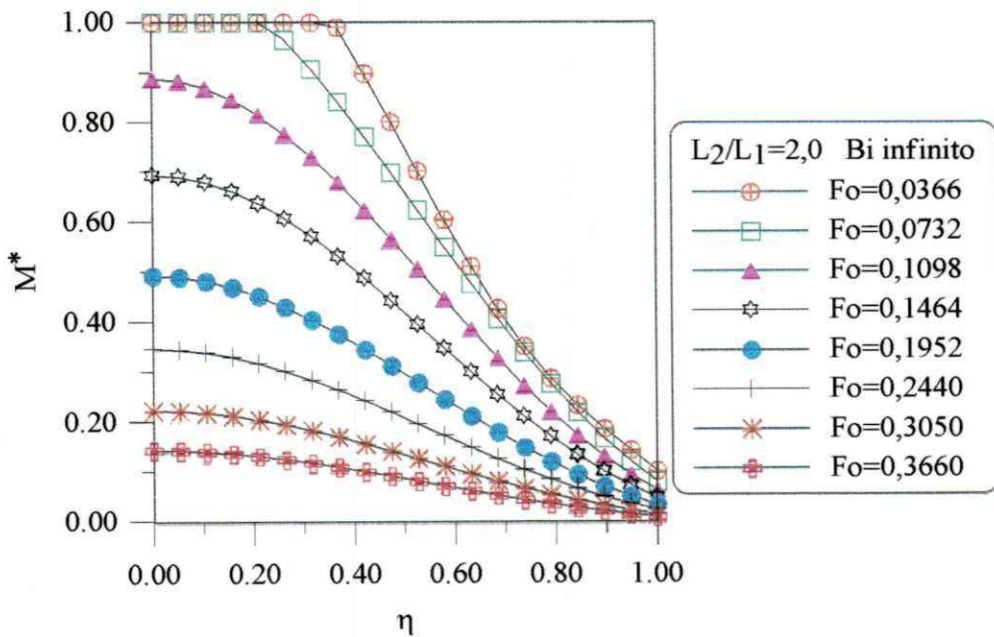 1.00
0.80
0.60
0.40
0.20
0.00
M*
0.00 0.20 0.40 0.60 0.80 1.00
η
L2/L1=2,0 Bi infinito
Fo=0,0366
Fo=0,0732
Fo=0,1098
Fo=0,1464
Fo=0,1952
Fo=0,2440
Fo=0,3050
Fo=0,3660